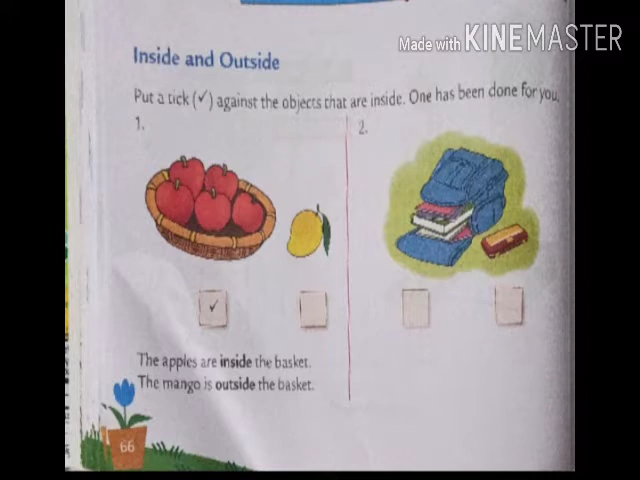 Made with KINEMASTER
Inside and Outside
Put a tick (✓) against the objects that are inside. One has been done for you.
1.
2.
✓
The apples are inside the basket.
The mango is outside the basket.
66